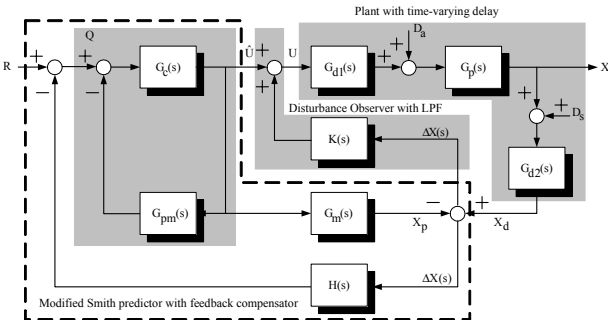 Plant with time-varying delay
Q
D_a
Û
U
R
+
−
+
−
G_c(s)
+
+
G_d1(s)
+
+
G_p(s)
X
Disturbance Observer with LPF
+
+
D_s
K(s)
ΔX(s)
G_d2(s)
G_pm(s)
G_m(s)
X_p
−
+
X_d
H(s)
ΔX(s)
Modified Smith predictor with feedback compensator